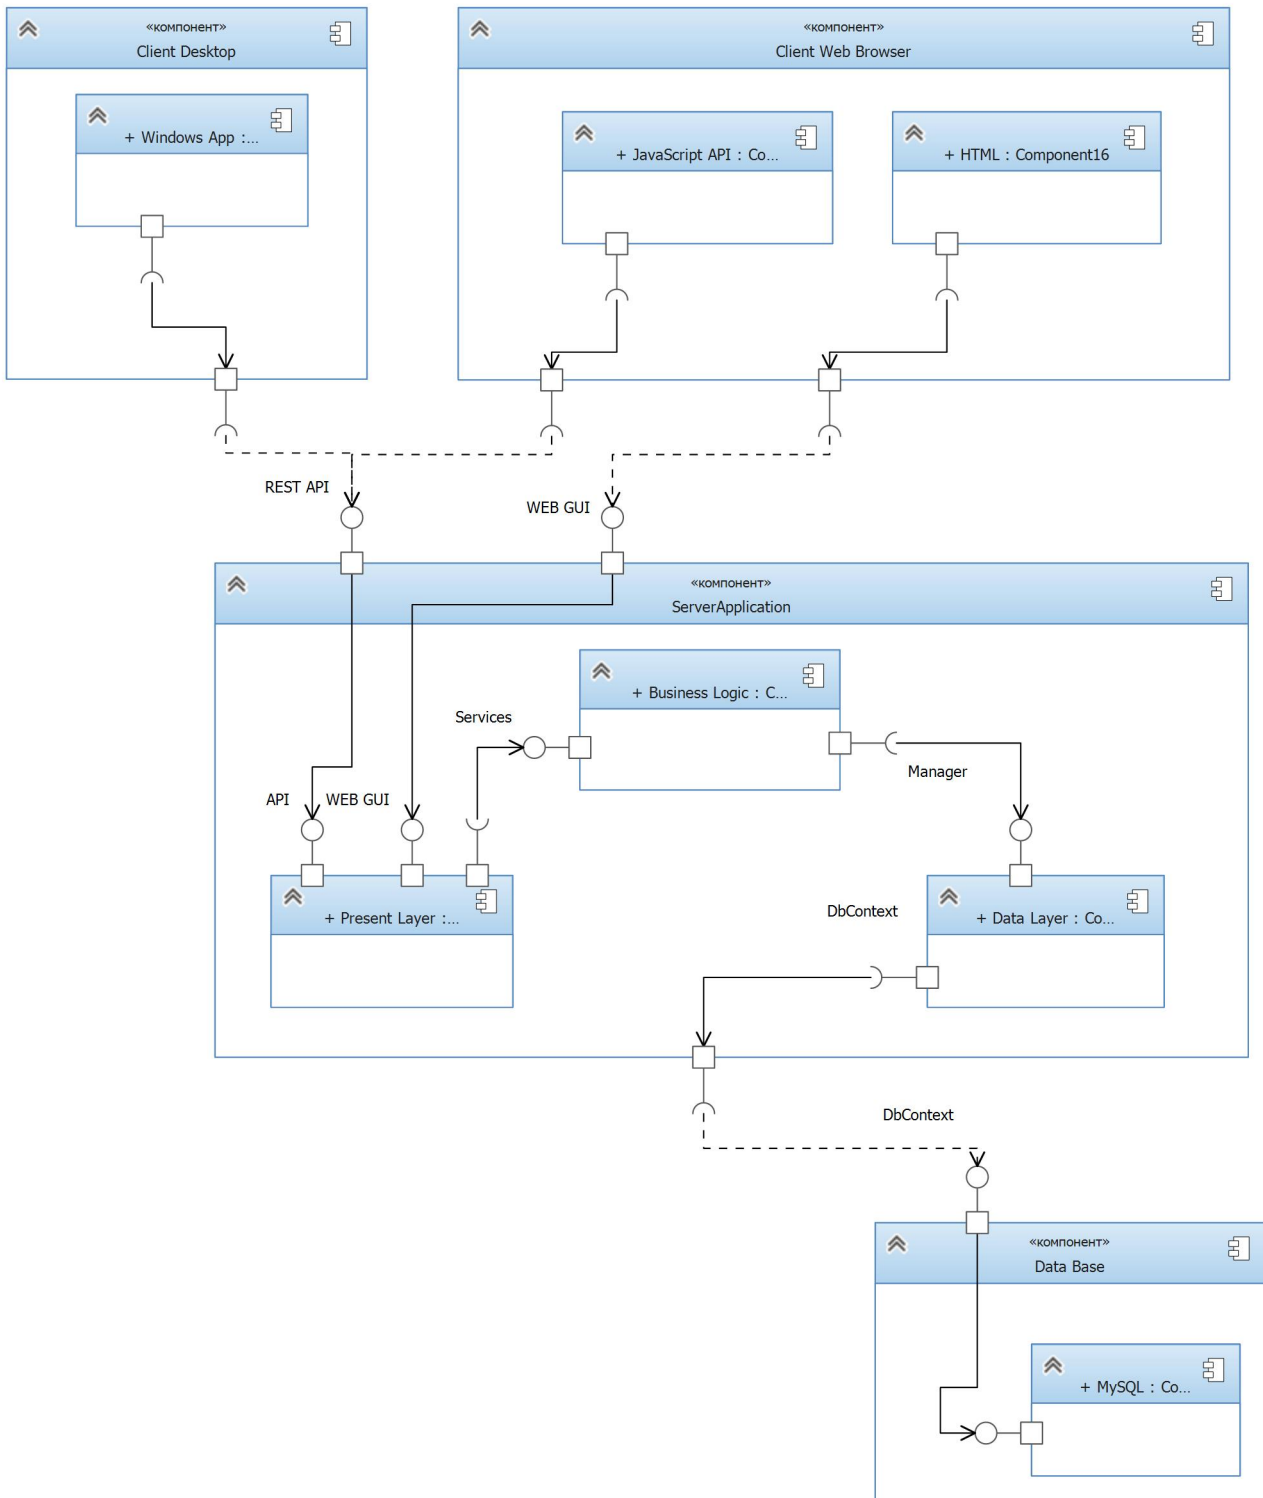 «компонент»
Client Desktop
+ Windows App :...
«компонент»
Client Web Browser
+ JavaScript API : Co...
+ HTML : Component16
REST API
WEB GUI
«компонент»
ServerApplication
+ Business Logic : C...
Services
Manager
API
WEB GUI
+ Present Layer :...
DbContext
+ Data Layer : Co...
DbContext
«компонент»
Data Base
+ MySQL : Co...